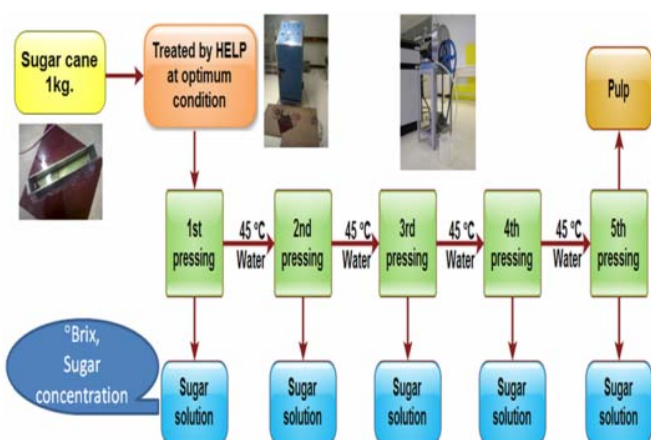 Sugar cane
1kg.
Treated by HELP
at optimum
condition
Pulp
1st
pressing
45 °C
Water
2nd
pressing
45 °C
Water
3rd
pressing
45 °C
Water
4th
pressing
45 °C
Water
5th
pressing
°Brix,
Sugar
concentration
Sugar
solution
Sugar
solution
Sugar
solution
Sugar
solution
Sugar
solution